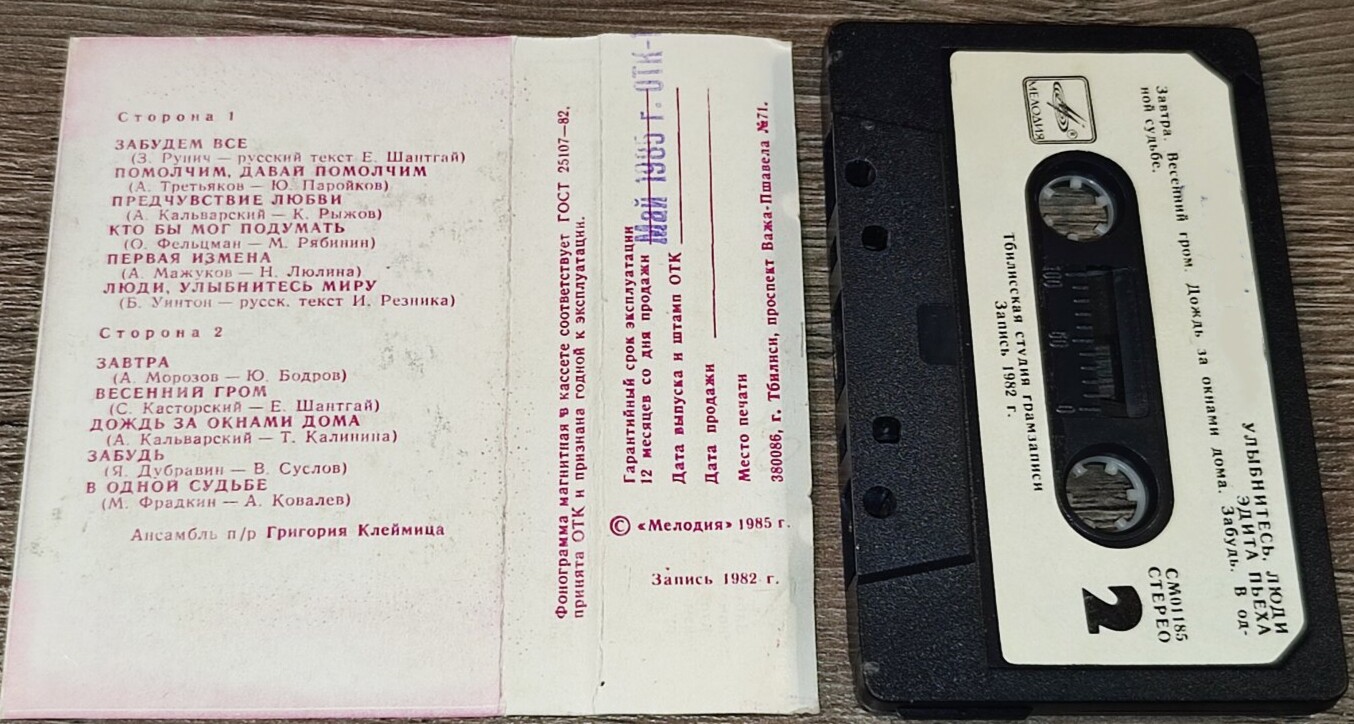 Сторона 1
ЗАБУДЕМ ВСЕ
(З. Рунич — русский текст Е. Шантгай)
ПОМОЛЧИМ, ДАВАЙ ПОМОЛЧИМ
(А. Третьяков — Ю. Паройков)
ПРЕДЧУВСТВИЕ ЛЮБВИ
(А. Кальварский — К. Рыжов)
КТО БЫ МОГ ПОДУМАТЬ
(О. Фельцман — М. Рябинин)
ПЕРВАЯ ИЗМЕНА
(А. Мажуков — Н. Люлина)
ЛЮДИ, УЛЫБНИТЕСЬ МИРУ
(Б. Уинтон — русск. текст И. Резника)
Сторона 2
ЗАВТРА
(А. Морозов — Ю. Бодров)
ВЕСЕННИЙ ГРОМ
(С. Касторский — Е. Шантгай)
ДОЖДЬ ЗА ОКНАМИ ДОМА
(А. Кальварский — Т. Калинина)
ЗАБУДЬ
(Я. Дубравин — В. Суслов)
В ОДНОЙ СУДЬБЕ
(М. Фрадкин — А. Ковалев)
Ансамбль п/р Григория Клеймица
Фонограмма магнитная в кассете соответствует ГОСТ 25107—82,
принята ОТК и признана годной к эксплуатации.
Гарантийный срок эксплуатации
12 месяцев со дня продажи
Май 1985 г. ОТК-
Дата выпуска и штамп ОТК
Дата продажи
Место печати
380086, г. Тбилиси, проспект Важа-Пшавела №71.
© «Мелодия» 1985 г.
Запись 1982 г.
МЕЛОДИЯ
®
УЛЫБНИТЕСЬ, ЛЮДИ
ЭДИТА ПЬЕХА
Завтра. Весенний гром. Дождь за окнами дома. Забудь. В од-
ной судьбе.
100 50 0
Тбилисская студия грамзаписи
Запись 1982 г.
СМ01185
СТЕРЕО
2